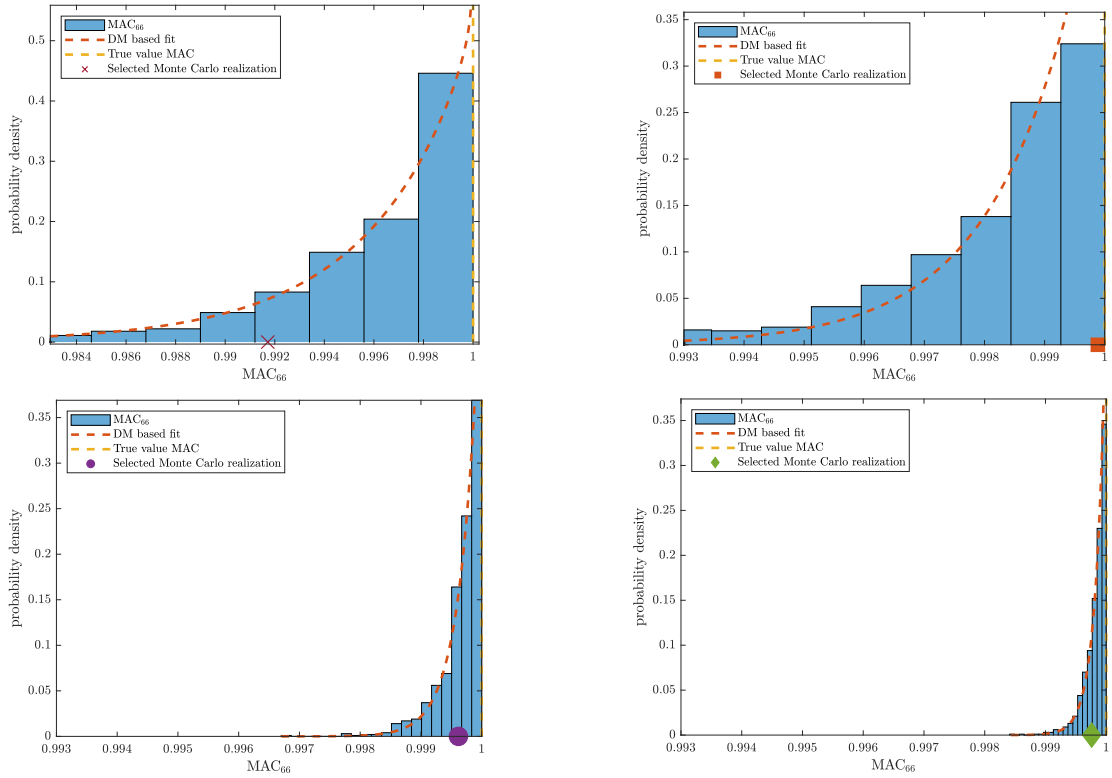 MAC66
DM based fit
True value MAC
Selected Monte Carlo realization
probability density
0.5
0.4
0.3
0.2
0.1
0
0.984 0.986 0.988 0.99 0.992 0.994 0.996 0.998 1
MAC66
MAC66
DM based fit
True value MAC
Selected Monte Carlo realization
probability density
0.35
0.3
0.25
0.2
0.15
0.1
0.05
0
0.993 0.994 0.995 0.996 0.997 0.998 0.999 1
MAC66
MAC66
DM based fit
True value MAC
Selected Monte Carlo realization
probability density
0.35
0.3
0.25
0.2
0.15
0.1
0.05
0
0.993 0.994 0.995 0.996 0.997 0.998 0.999 1
MAC66
MAC66
DM based fit
True value MAC
Selected Monte Carlo realization
probability density
0.35
0.3
0.25
0.2
0.15
0.1
0.05
0
0.993 0.994 0.995 0.996 0.997 0.998 0.999 1
MAC66